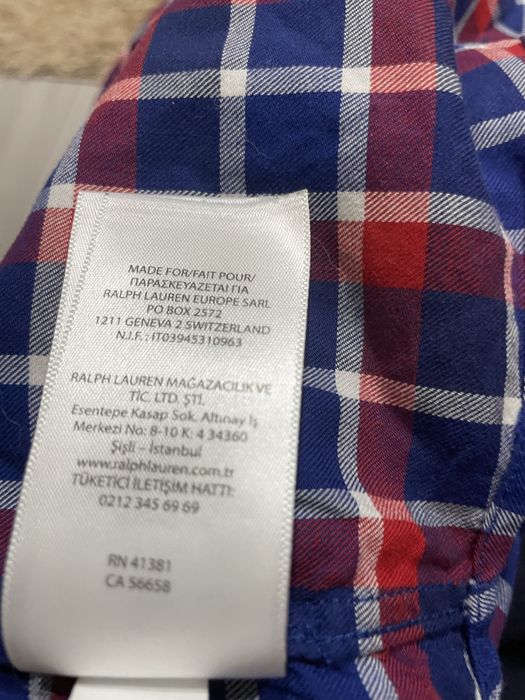 MADE FOR/FAIT POUR/
ΠΑΡΑΣΚΕΥΑΖΕΤΑΙ ΓΙΑ
RALPH LAUREN EUROPE SARL
PO BOX 2572
1211 GENEVA 2 SWITZERLAND
N.I.F.: IT03945310963
RALPH LAUREN MAĞAZACILIK VE
TİC. LTD. ŞTİ.
Esentepe Kasap Sok. Altınay İş
Merkezi No: 8-10 K: 4 34360
Şişli – İstanbul
www.ralphlauren.com.tr
TÜKETİCİ İLETİŞİM HATTI:
0212 345 69 69
RN 41381
CA 56658